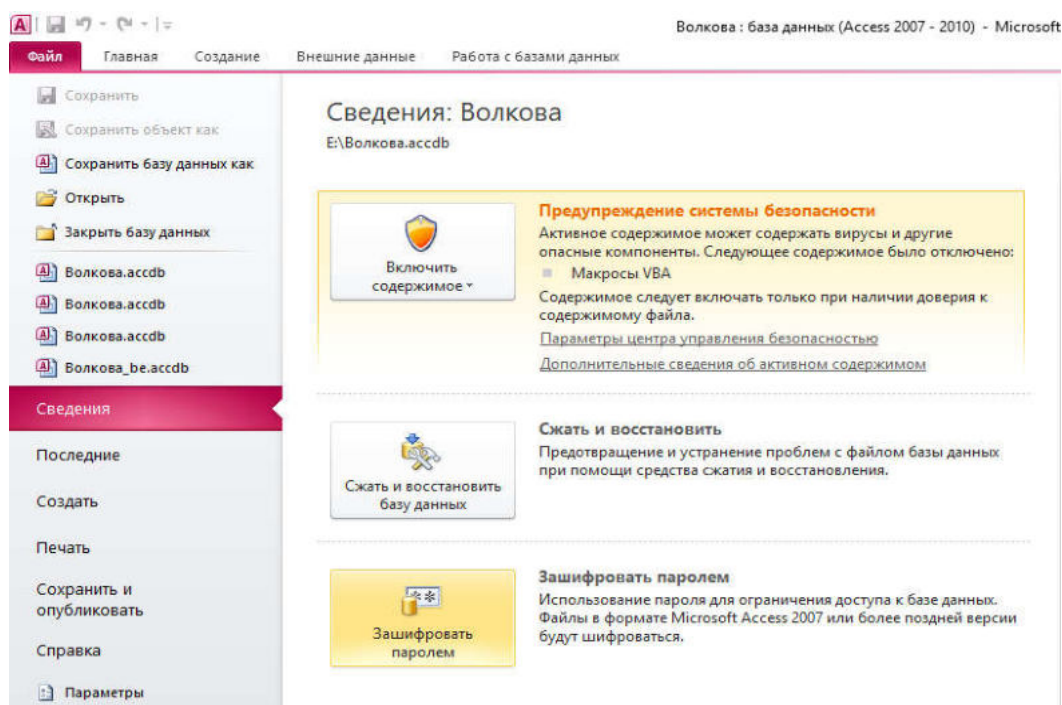 Волкова : база данных (Access 2007 - 2010) - Microsoft
Файл Главная Создание Внешние данные Работа с базами данных
Сохранить
Сохранить объект как
Сохранить базу данных как
Открыть
Закрыть базу данных
Волкова.accdb
Волкова.accdb
Волкова.accdb
Волкова_be.accdb
Сведения
Последние
Создать
Печать
Сохранить и
опубликовать
Справка
Параметры
Сведения: Волкова
E:\Волкова.accdb
Включить
содержимое
Предупреждение системы безопасности
Активное содержимое может содержать вирусы и другие
опасные компоненты. Следующее содержимое было отключено:
Макросы VBA
Содержимое следует включать только при наличии доверия к
содержимому файла.
Параметры центра управления безопасностью
Дополнительные сведения об активном содержимом
Сжать и восстановить
базу данных
Сжать и восстановить
Предотвращение и устранение проблем с файлом базы данных
при помощи средства сжатия и восстановления.
Зашифровать
паролем
Зашифровать паролем
Использование пароля для ограничения доступа к базе данных.
Файлы в формате Microsoft Access 2007 или более поздней версии
будут шифроваться.